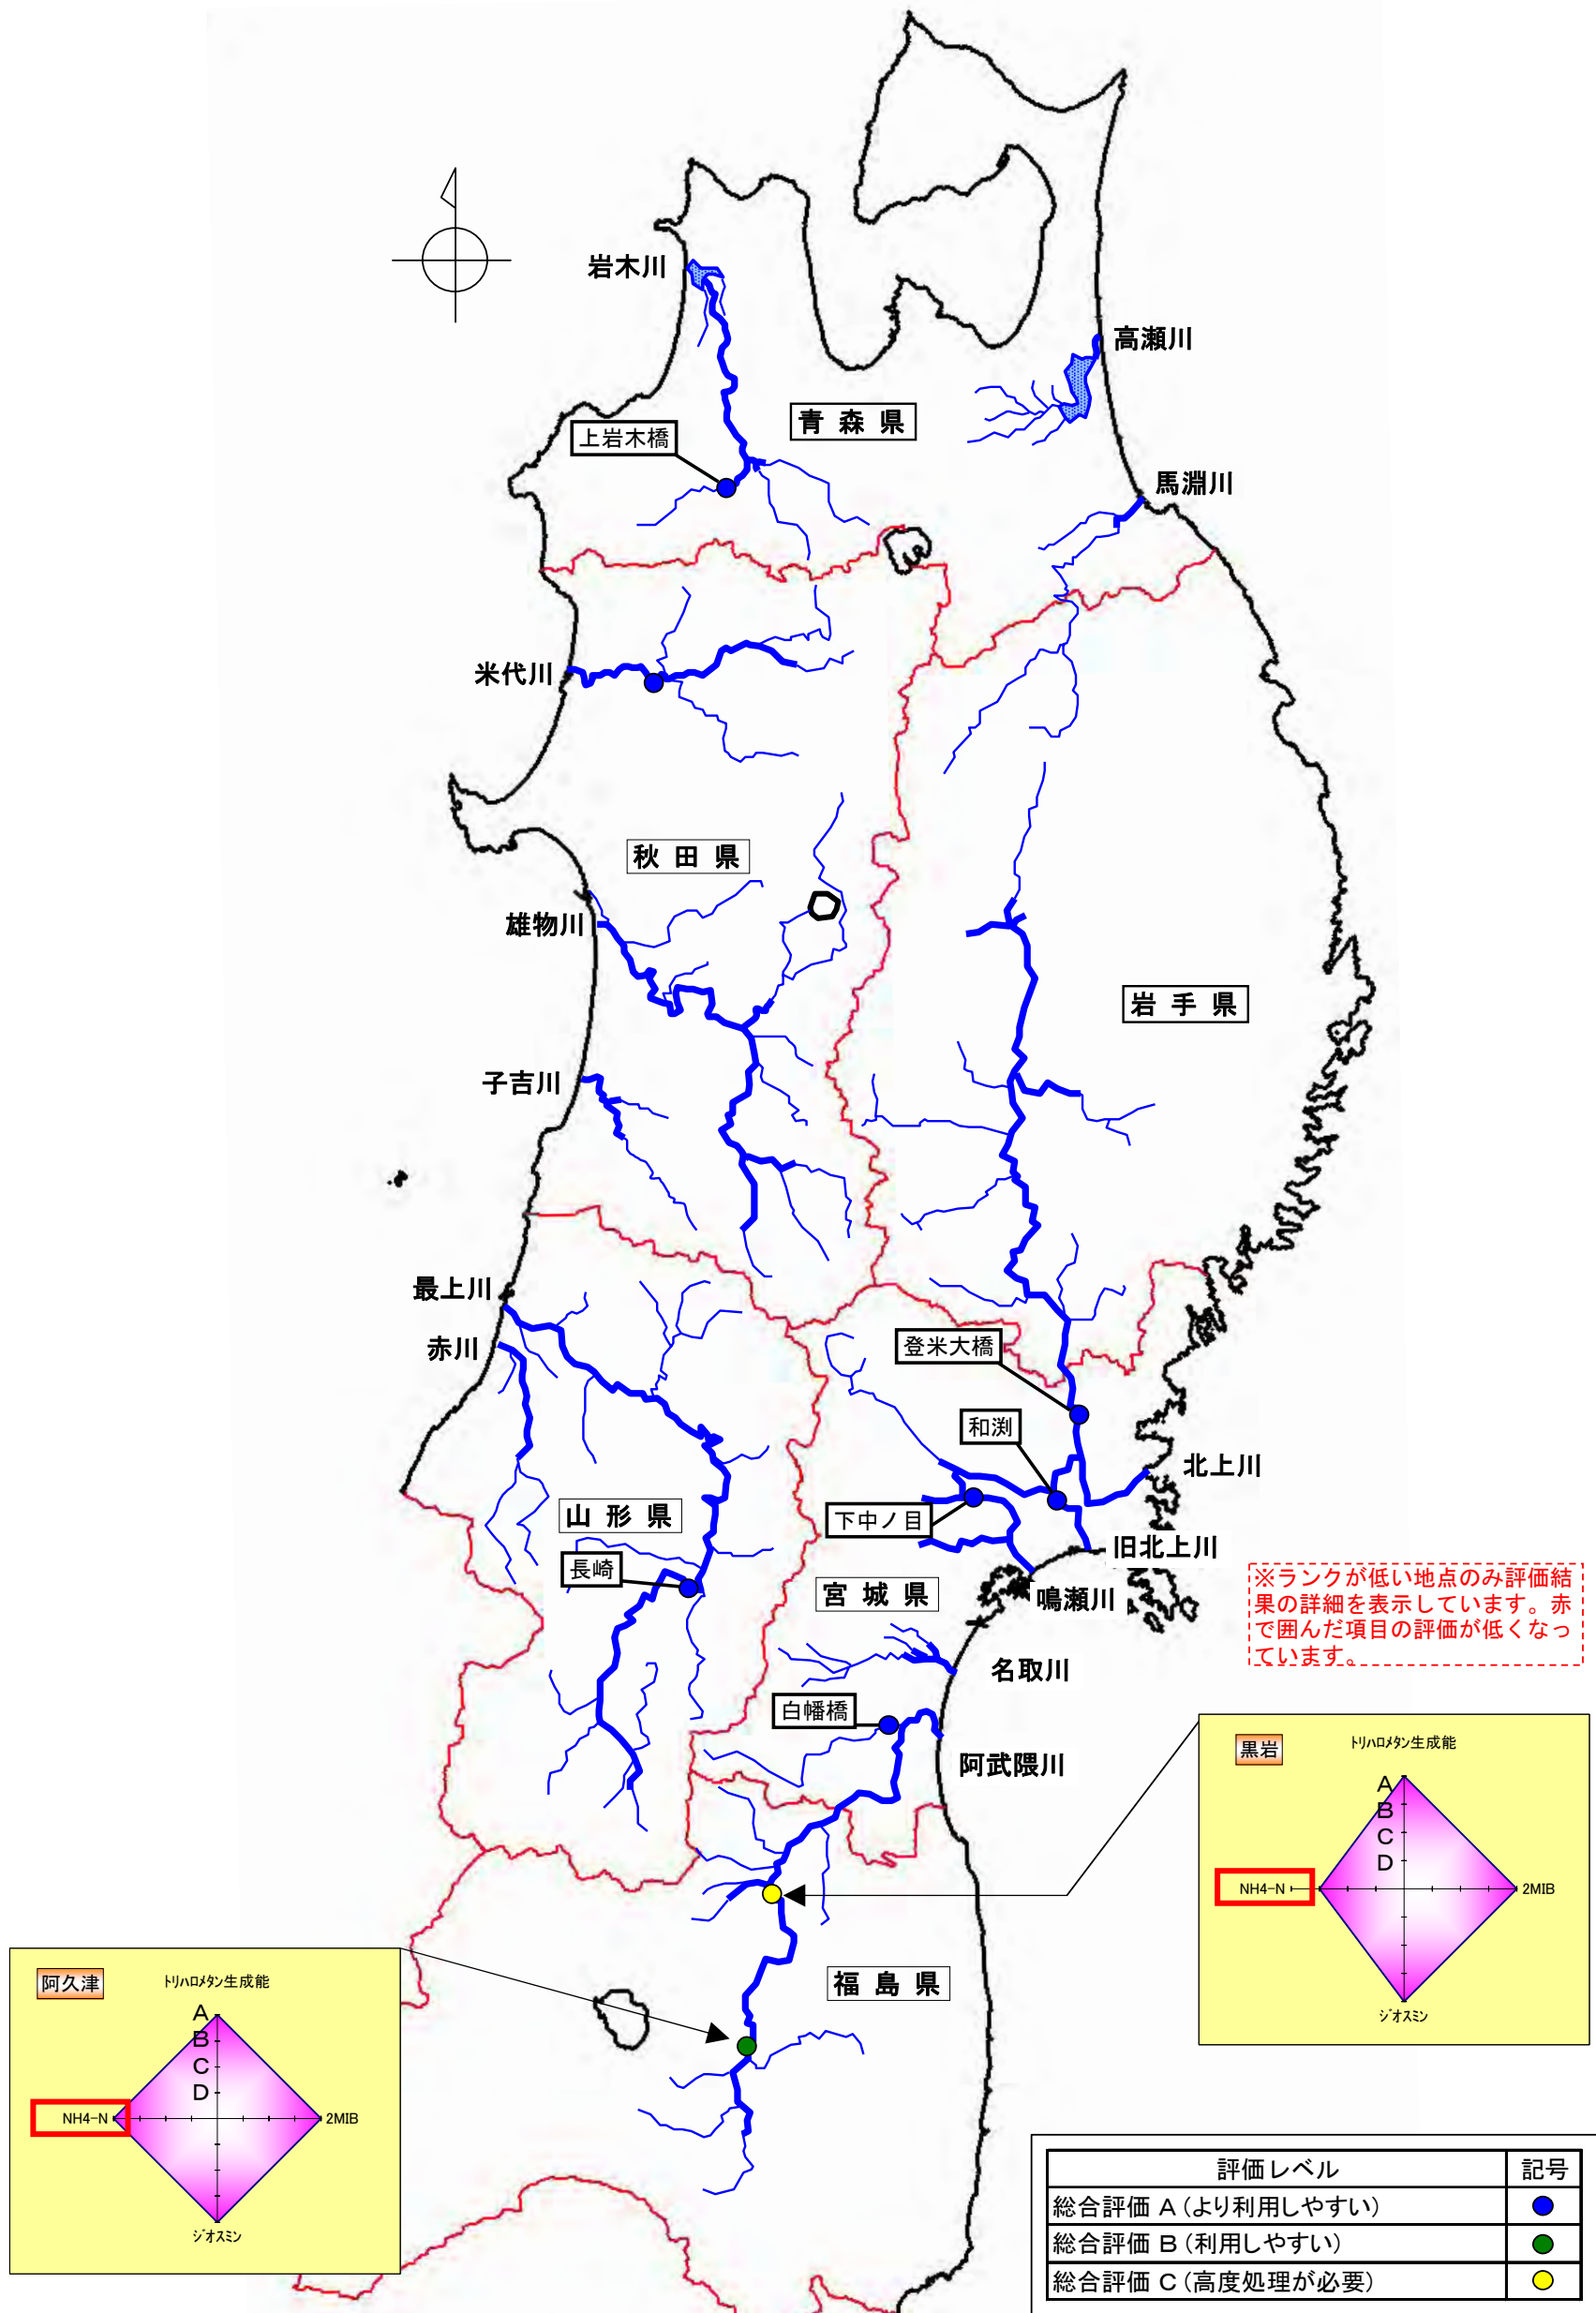 岩木川
高瀬川
青森県
上岩木橋
馬淵川
米代川
秋田県
雄物川
岩手県
子吉川
最上川
赤川
登米大橋
和渕
北上川
山形県
下中ノ目
旧北上川
長崎
宮城県
鳴瀬川
※ランクが低い地点のみ評価結
果の詳細を表示しています。赤
で囲んだ項目の評価が低くなっ
ています。
名取川
白幡橋
阿武隈川
黒岩
トリハロメタン生成能
A
B
C
D
NH4-N
2MIB
ジオスミン
福島県
阿久津
トリハロメタン生成能
A
B
C
D
NH4-N
2MIB
ジオスミン
評価レベル 記号
総合評価 A（より利用しやすい）
総合評価 B（利用しやすい）
総合評価 C（高度処理が必要）